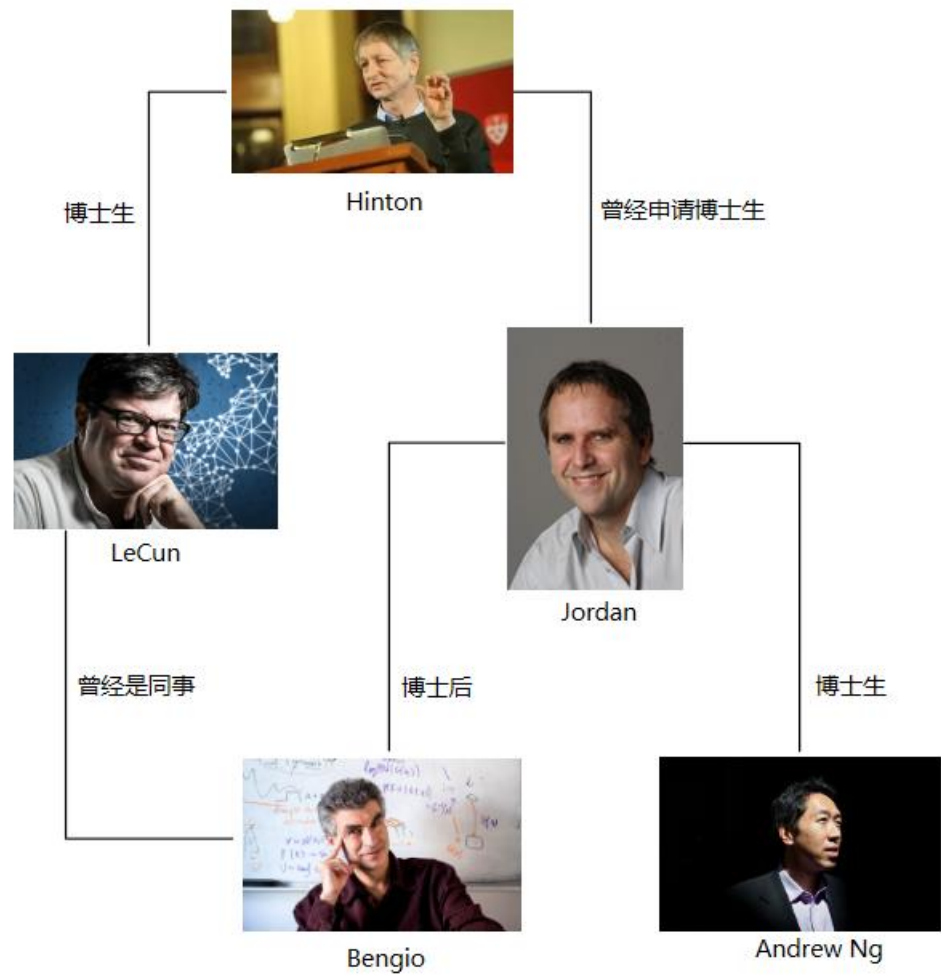 Hinton
博士生
曾经申请博士生
LeCun
Jordan
曾经是同事
博士后
博士生
Bengio
Andrew Ng